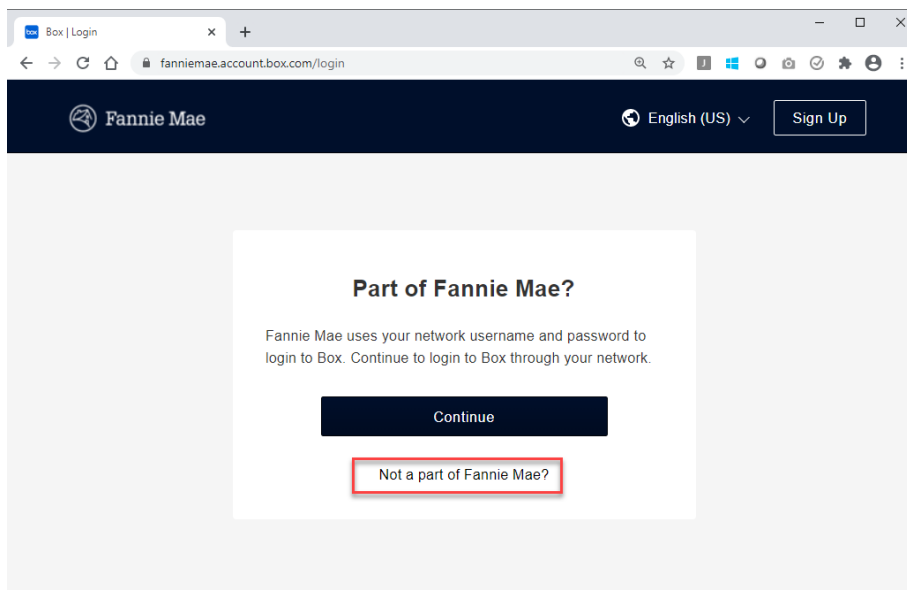 box Box | Login
fanniemae.account.box.com/login
J
Fannie Mae
English (US)
Sign Up
Part of Fannie Mae?
Fannie Mae uses your network username and password to
login to Box. Continue to login to Box through your network.
Continue
Not a part of Fannie Mae?